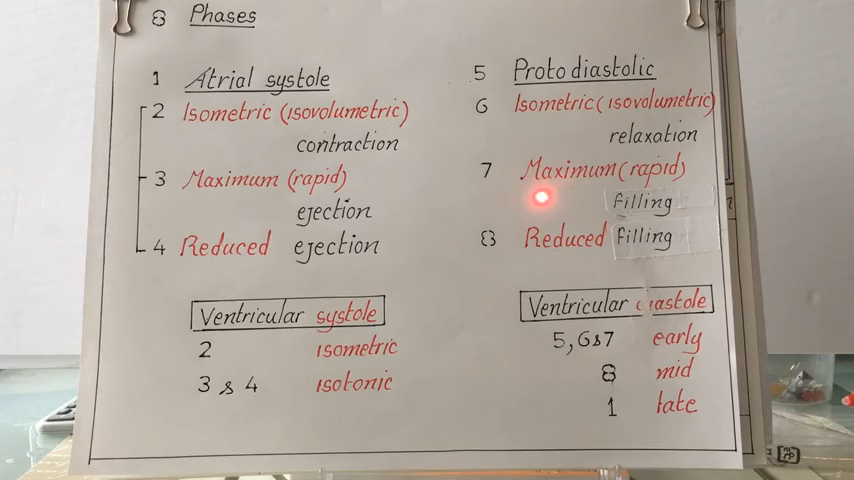 8 Phases
1 Atrial systole
2 Isometric (isovolumetric)
contraction
3 Maximum (rapid)
ejection
4 Reduced ejection
Ventricular systole
2 isometric
3 & 4 isotonic
5 Protodiastolic
6 Isometric (isovolumetric)
relaxation
7 Maximum (rapid)
filling
8 Reduced filling
Ventricular diastole
5, 6 & 7 early
8 mid
1 late